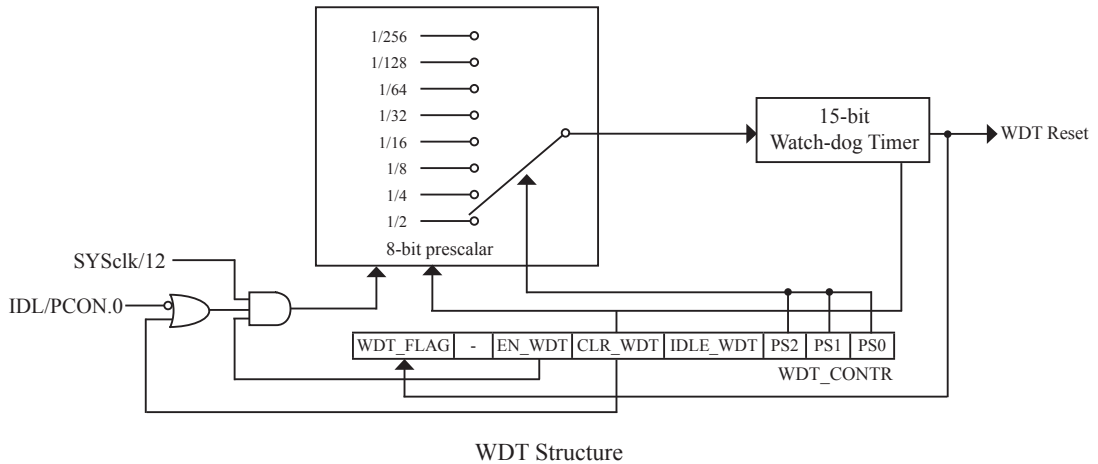 1/256
1/128
1/64
1/32
1/16
1/8
1/4
1/2
8-bit prescalar
15-bit
Watch-dog Timer
WDT Reset
SYSclk/12
IDL/PCON.0
WDT_FLAG - EN_WDT CLR_WDT IDLE_WDT PS2 PS1 PS0
WDT_CONTR
WDT Structure